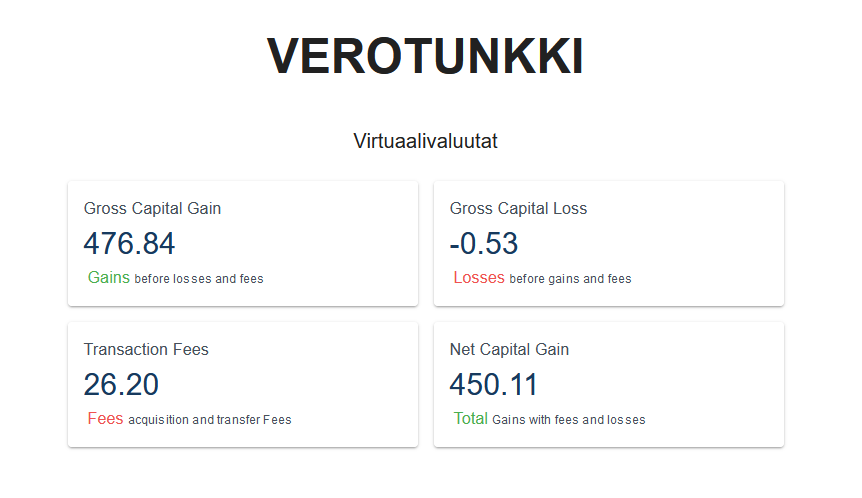 VEROTUNKKI
Virtuaalivaluutat
Gross Capital Gain
476.84
Gains before losses and fees
Gross Capital Loss
-0.53
Losses before gains and fees
Transaction Fees
26.20
Fees acquisition and transfer Fees
Net Capital Gain
450.11
Total Gains with fees and losses